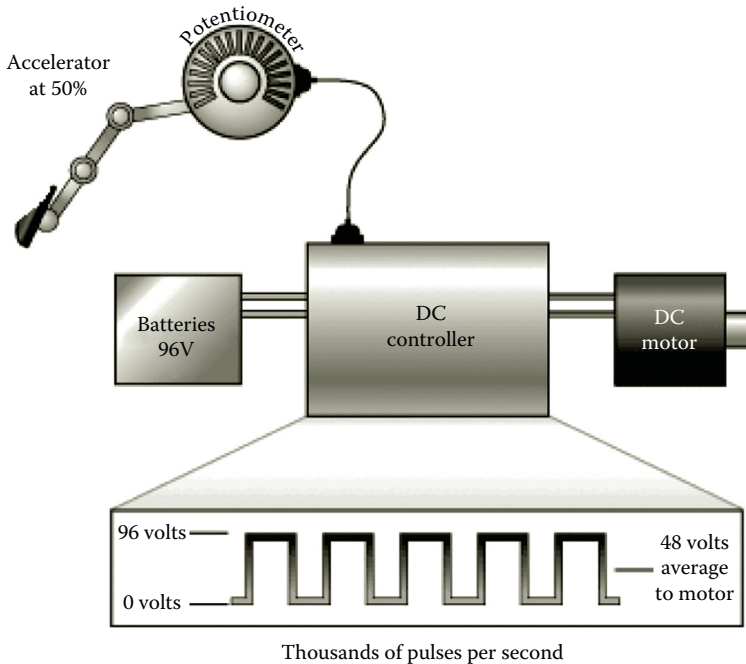 Potentiometer
Accelerator
at 50%
Batteries
96V
DC
controller
DC
motor
96 volts
0 volts
48 volts
average
to motor
Thousands of pulses per second